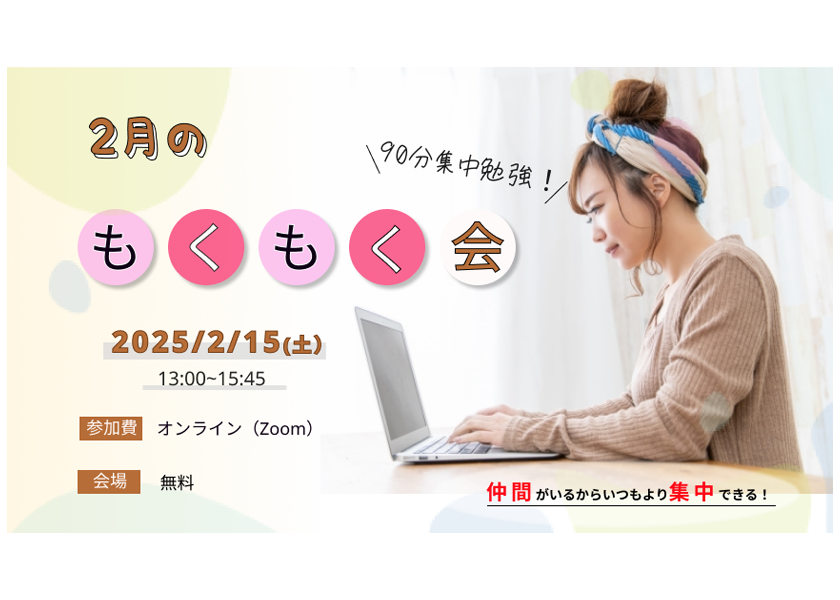 2月の
\90分集中勉強！/
もくもく会
2025/2/15(土)
13:00~15:45
参加費 オンライン（Zoom）
会場 無料
仲間がいるからいつもより集中できる！